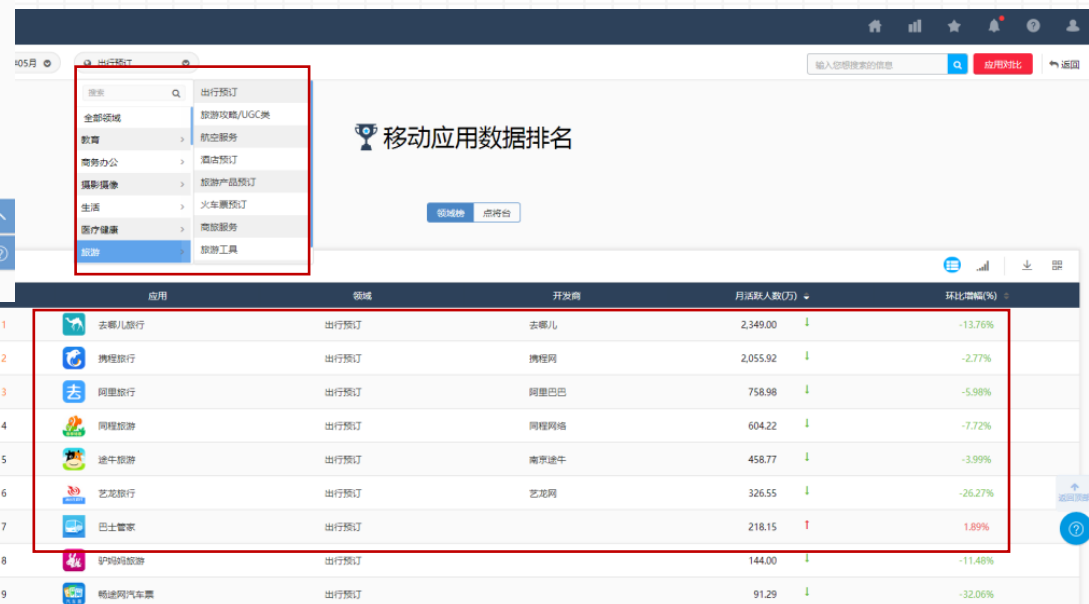 405月
出行预订
输入您想搜索的信息
应用对比
返回
搜索
全部领域
教育
商务办公
摄影摄像
生活
医疗健康
旅游
出行预订
旅游攻略/UGC类
航空服务
酒店预订
旅游产品预订
火车票预订
商旅服务
旅游工具
移动应用数据排名
领域榜 点将台
应用 领域 开发商 月活跃人数(万) 环比增幅(%)
1 去哪儿旅行 出行预订 去哪儿 2,349.00 ↓ -13.76%
2 携程旅行 出行预订 携程网 2,055.92 ↓ -2.77%
3 去 阿里旅行 出行预订 阿里巴巴 758.98 ↓ -5.98%
4 同程旅游 出行预订 同程网络 604.22 ↓ -7.72%
5 途牛旅游 出行预订 南京途牛 458.77 ↓ -3.99%
6 艺龙旅行 出行预订 艺龙网 326.55 ↓ -26.27%
7 巴士管家 出行预订 218.15 ↑ 1.89%
8 驴妈妈旅游 出行预订 144.00 ↓ -11.48%
9 畅途网汽车票 出行预订 91.29 ↓ -32.06%
返回顶部